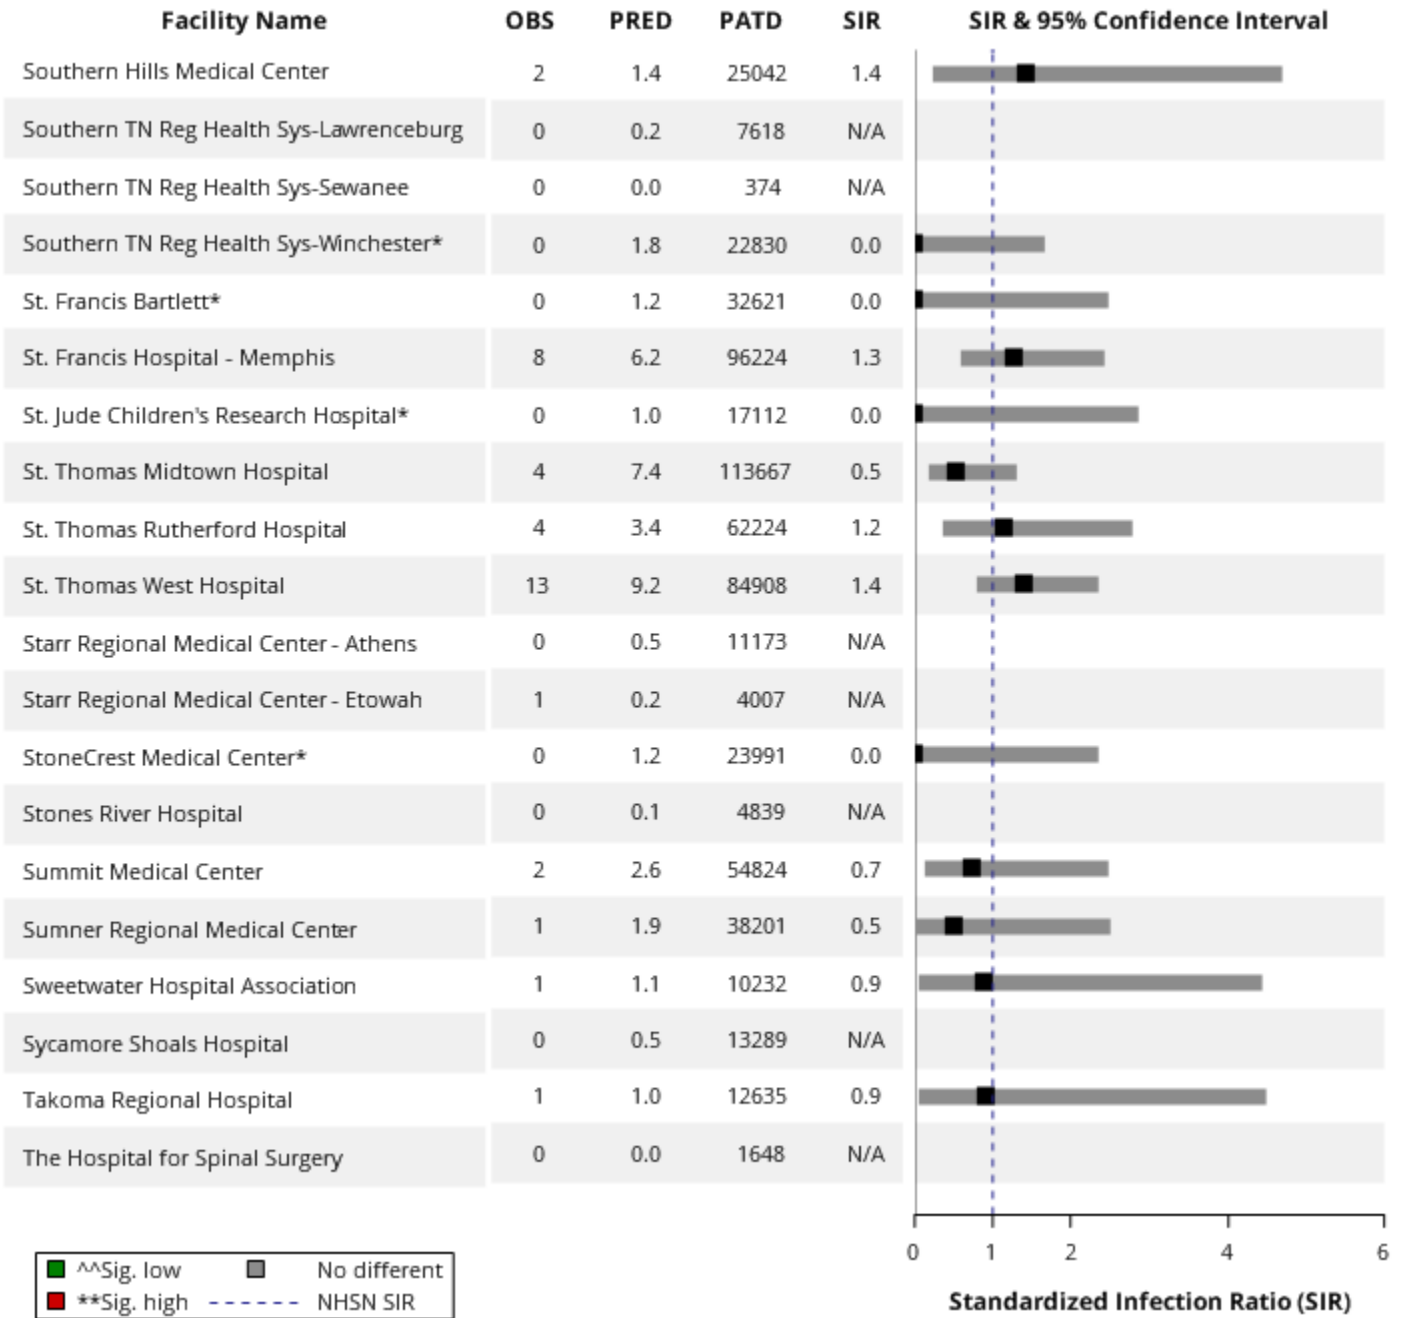 Facility Name OBS PRED PATD SIR SIR & 95% Confidence Interval
Southern Hills Medical Center 2 1.4 25042 1.4
Southern TN Reg Health Sys-Lawrenceburg 0 0.2 7618 N/A
Southern TN Reg Health Sys-Sewanee 0 0.0 374 N/A
Southern TN Reg Health Sys-Winchester* 0 1.8 22830 0.0
St. Francis Bartlett* 0 1.2 32621 0.0
St. Francis Hospital - Memphis 8 6.2 96224 1.3
St. Jude Children's Research Hospital* 0 1.0 17112 0.0
St. Thomas Midtown Hospital 4 7.4 113667 0.5
St. Thomas Rutherford Hospital 4 3.4 62224 1.2
St. Thomas West Hospital 13 9.2 84908 1.4
Starr Regional Medical Center - Athens 0 0.5 11173 N/A
Starr Regional Medical Center - Etowah 1 0.2 4007 N/A
StoneCrest Medical Center* 0 1.2 23991 0.0
Stones River Hospital 0 0.1 4839 N/A
Summit Medical Center 2 2.6 54824 0.7
Sumner Regional Medical Center 1 1.9 38201 0.5
Sweetwater Hospital Association 1 1.1 10232 0.9
Sycamore Shoals Hospital 0 0.5 13289 N/A
Takoma Regional Hospital 1 1.0 12635 0.9
The Hospital for Spinal Surgery 0 0.0 1648 N/A
0 1 2 4 6
^^Sig. low No different
**Sig. high NHSN SIR
Standardized Infection Ratio (SIR)